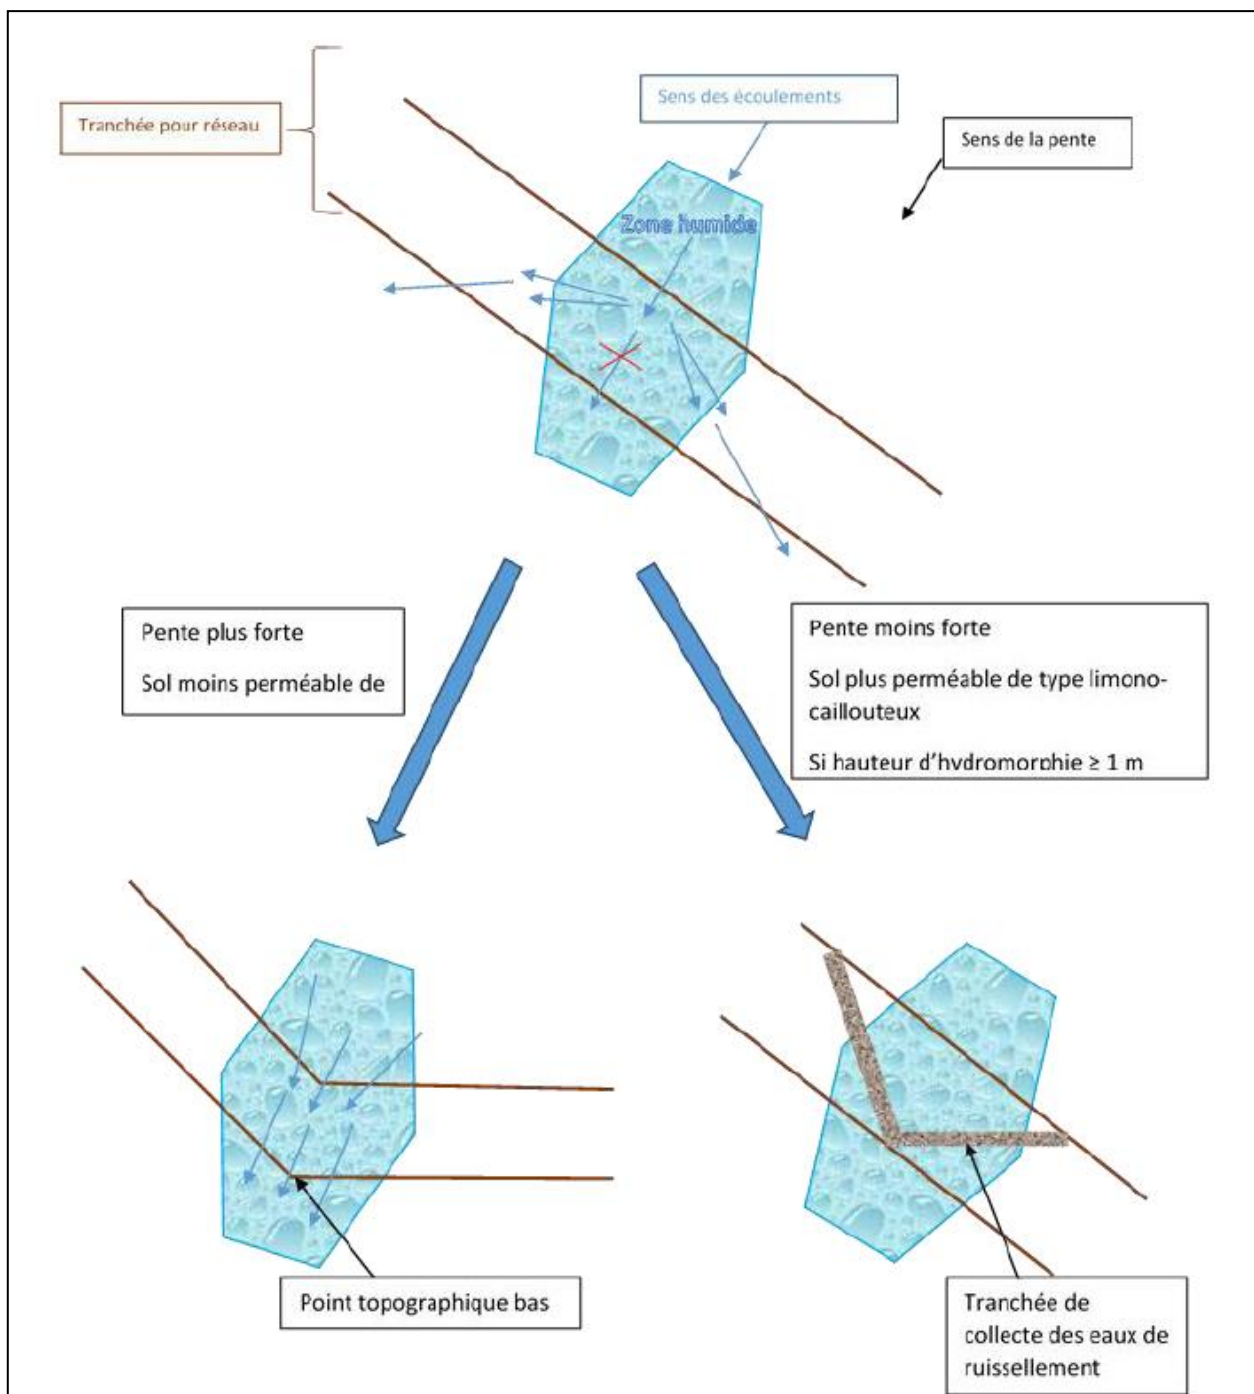 Sens des écoulements
Tranchée pour réseau
Sens de la pente
Zone humide
Pente plus forte
Sol moins perméable de
Pente moins forte
Sol plus perméable de type limono-
caillouteux
Si hauteur d'hydromorphie ≥ 1 m
Point topographique bas
Tranchée de
collecte des eaux de
ruissellement